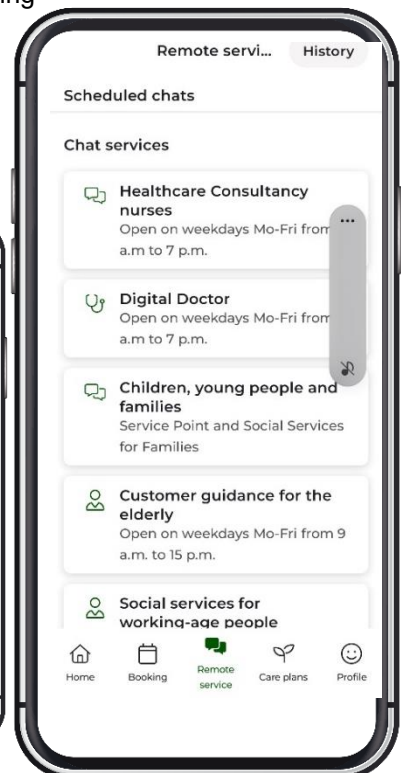 ing
Remote servi...
History
Scheduled chats
Chat services
Healthcare Consultancy
nurses
Open on weekdays Mo-Fri from
a.m to 7 p.m.
Digital Doctor
Open on weekdays Mo-Fri from
a.m to 7 p.m.
Children, young people and
families
Service Point and Social Services
for Families
Customer guidance for the
elderly
Open on weekdays Mo-Fri from 9
a.m. to 15 p.m.
Social services for
working-age people
Home
Booking
Remote
service
Care plans
Profile